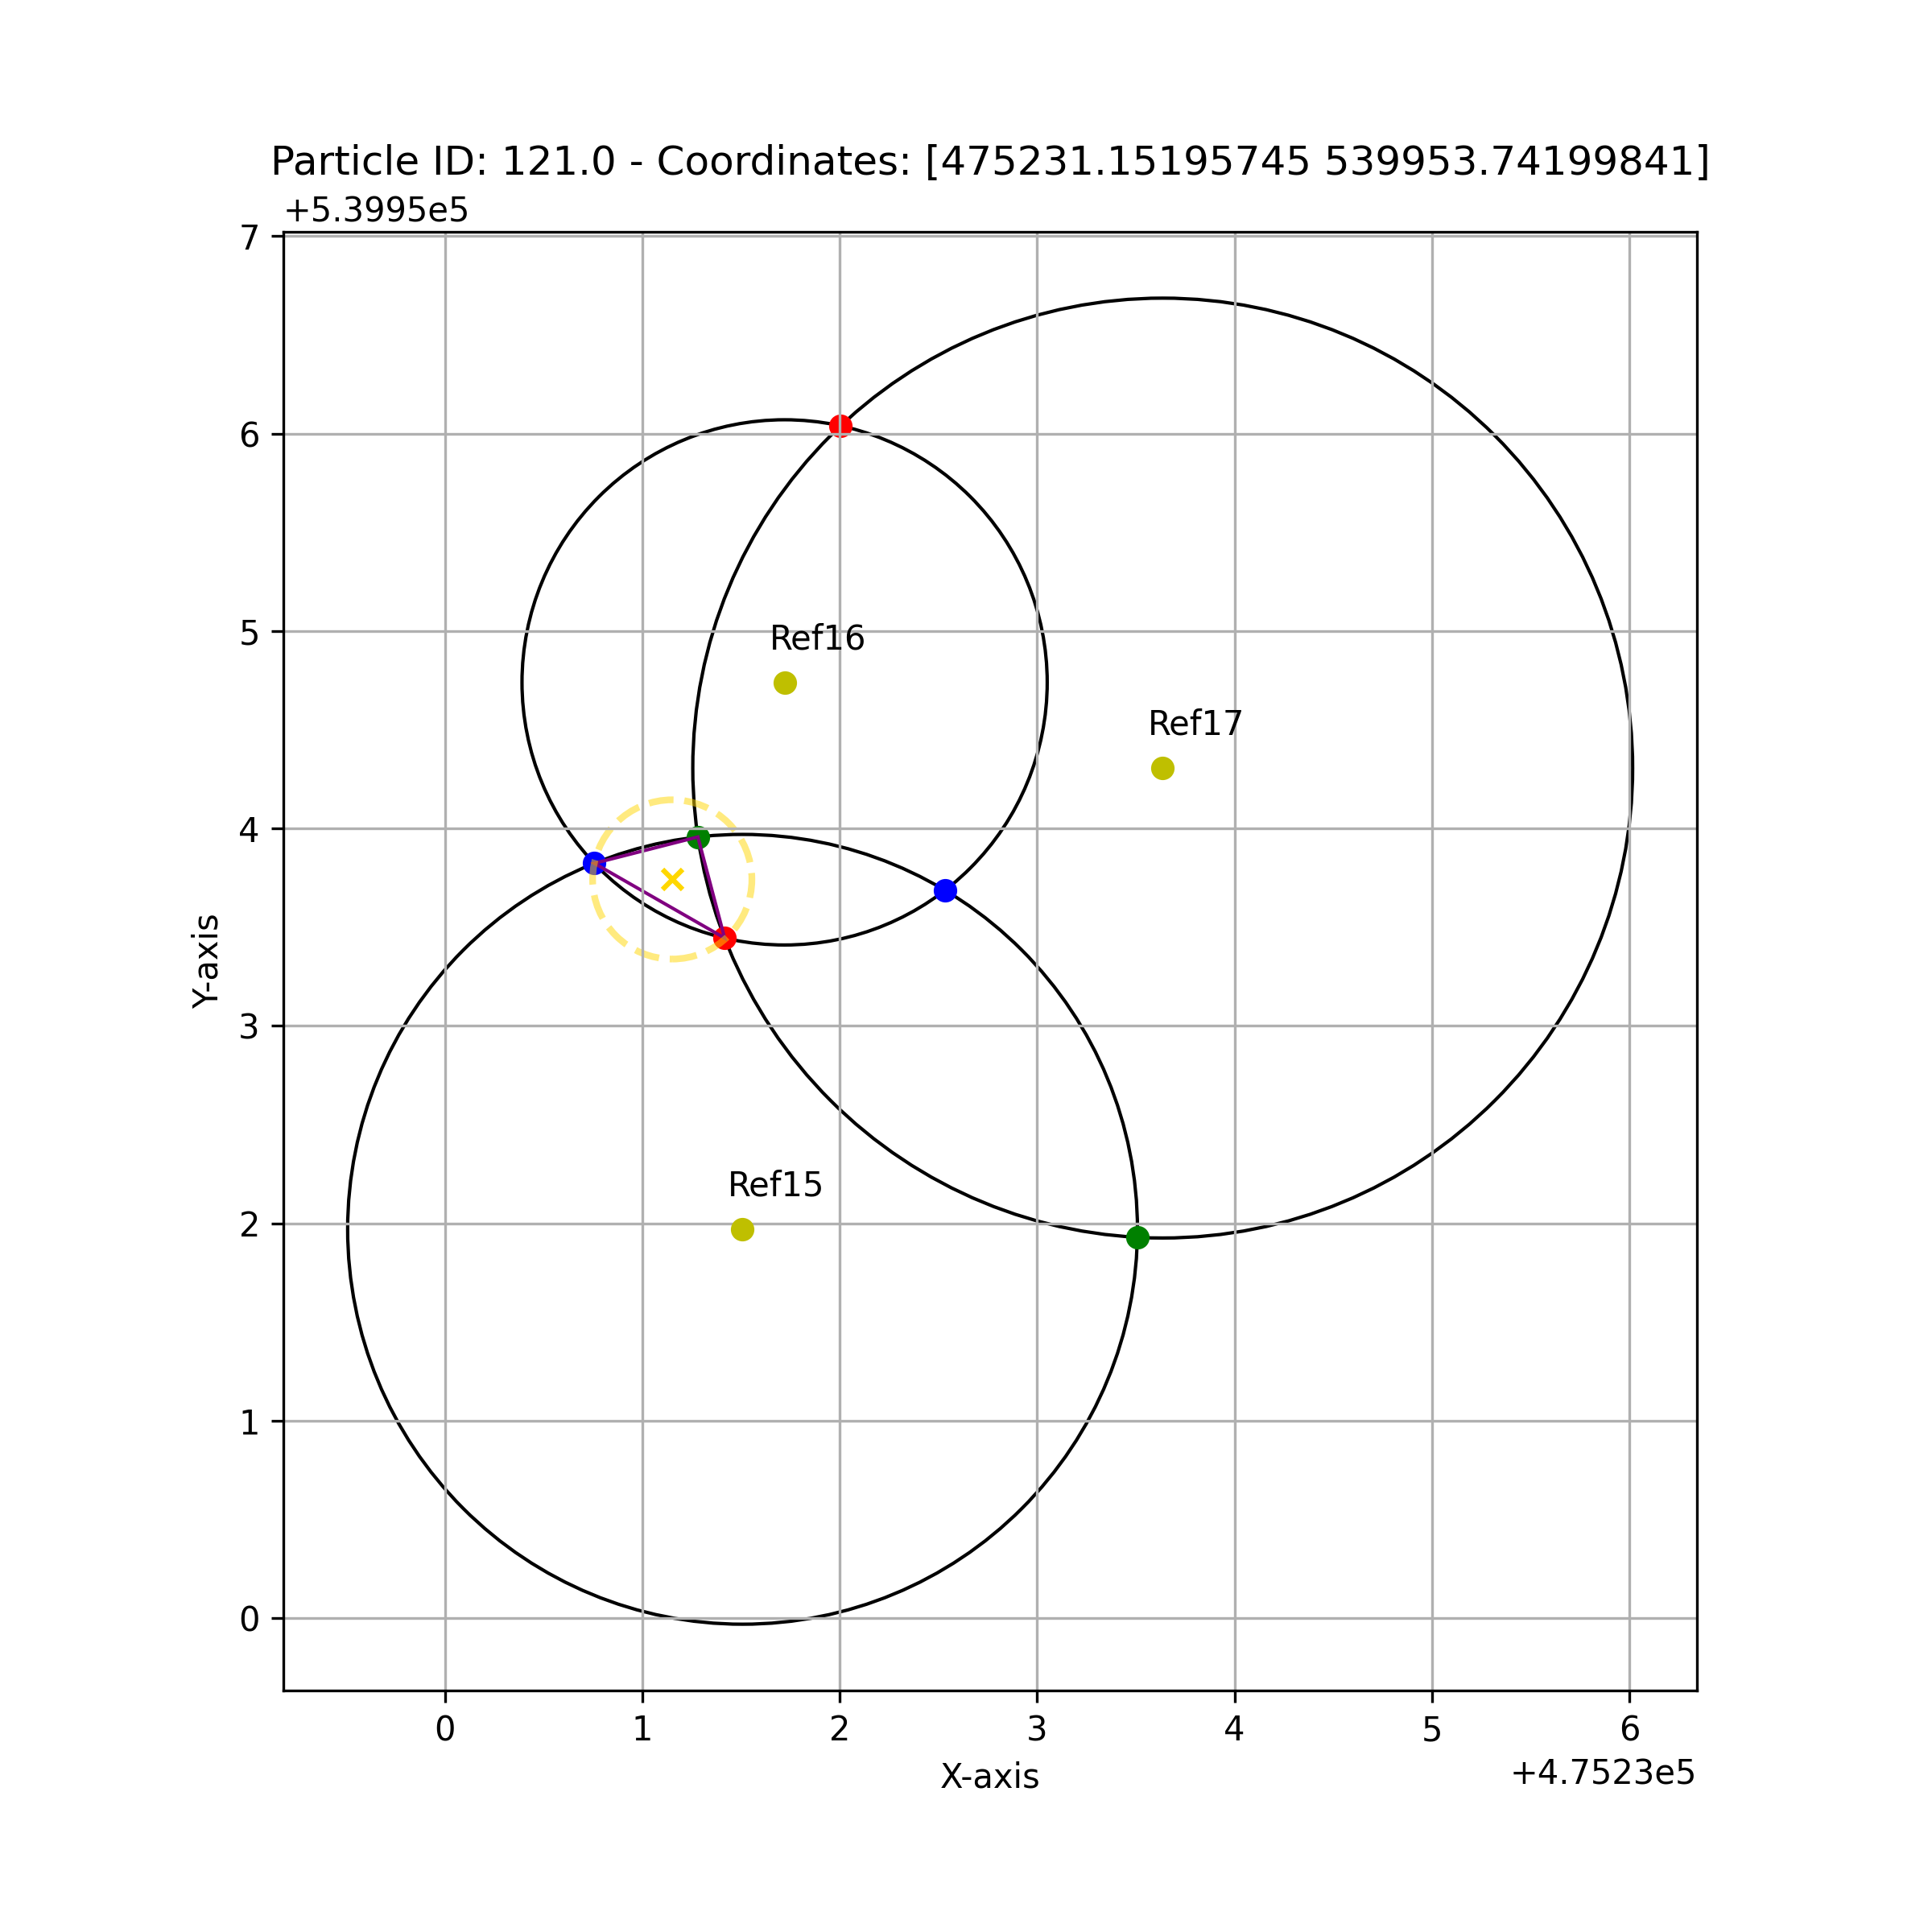 Particle ID: 121.0 - Coordinates: [475231.15195745 539953.74199841]
+5.3995e5
7
6
5
Ref16
Ref17
4
Y-axis
3
Ref15
2
1
0
0 1 2 3 4 5 6
X-axis
+4.7523e5